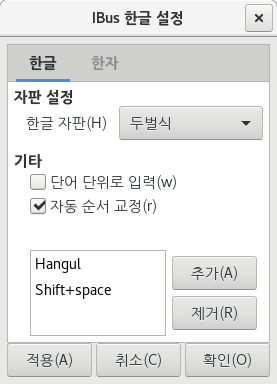 IBus 한글 설정
한글 한자
자판 설정
한글 자판(H) 두벌식
기타
단어 단위로 입력(w)
자동 순서 교정(r)
Hangul
Shift+space
추가(A)
제거(R)
적용(A) 취소(C) 확인(O)